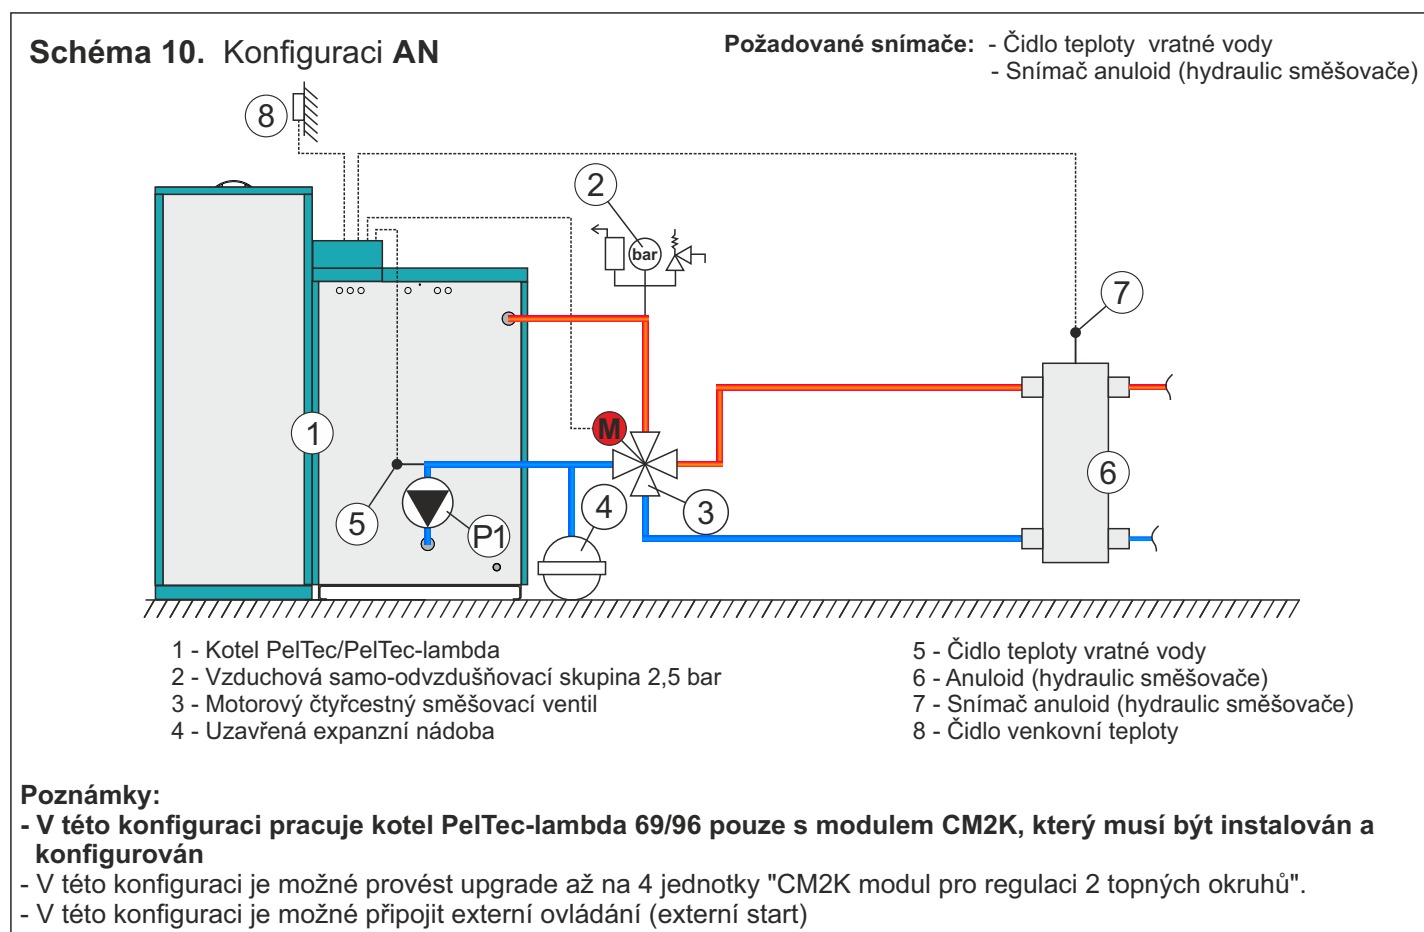 Schéma 10. Konfiguraci AN
Požadované snímače: - Čidlo teploty vratné vody
- Snímač anuloid (hydraulic směšovače)
8
2
bar
7
M
1
6
5
P1
4
3
1 - Kotel PelTec/PelTec-lambda
2 - Vzduchová samo-odvzdušňovací skupina 2,5 bar
3 - Motorový čtyřcestný směšovací ventil
4 - Uzavřená expanzní nádoba
5 - Čidlo teploty vratné vody
6 - Anuloid (hydraulic směšovače)
7 - Snímač anuloid (hydraulic směšovače)
8 - Čidlo venkovní teploty
Poznámky:
- V této konfiguraci pracuje kotel PelTec-lambda 69/96 pouze s modulem CM2K, který musí být instalován a
konfigurován
- V této konfiguraci je možné provést upgrade až na 4 jednotky "CM2K modul pro regulaci 2 topných okruhů".
- V této konfiguraci je možné připojit externí ovládání (externí start)